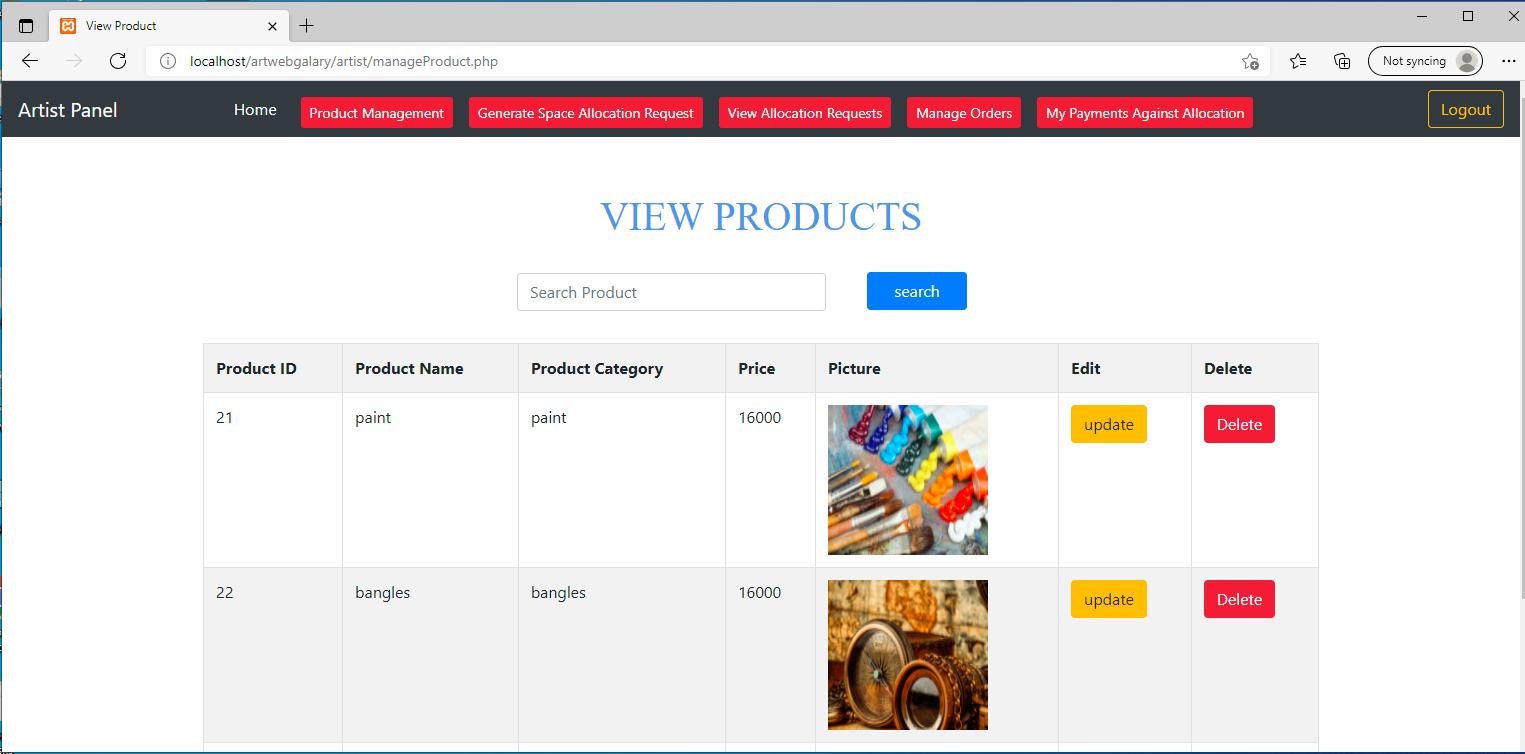 View Product
localhost/artwebgalary/artist/manageProduct.php
Not syncing
Artist Panel
Home
Product Management
Generate Space Allocation Request
View Allocation Requests
Manage Orders
My Payments Against Allocation
Logout
VIEW PRODUCTS
Search Product
search
Product ID Product Name Product Category Price Picture Edit Delete
21 paint paint 16000 update Delete
22 bangles bangles 16000 update Delete